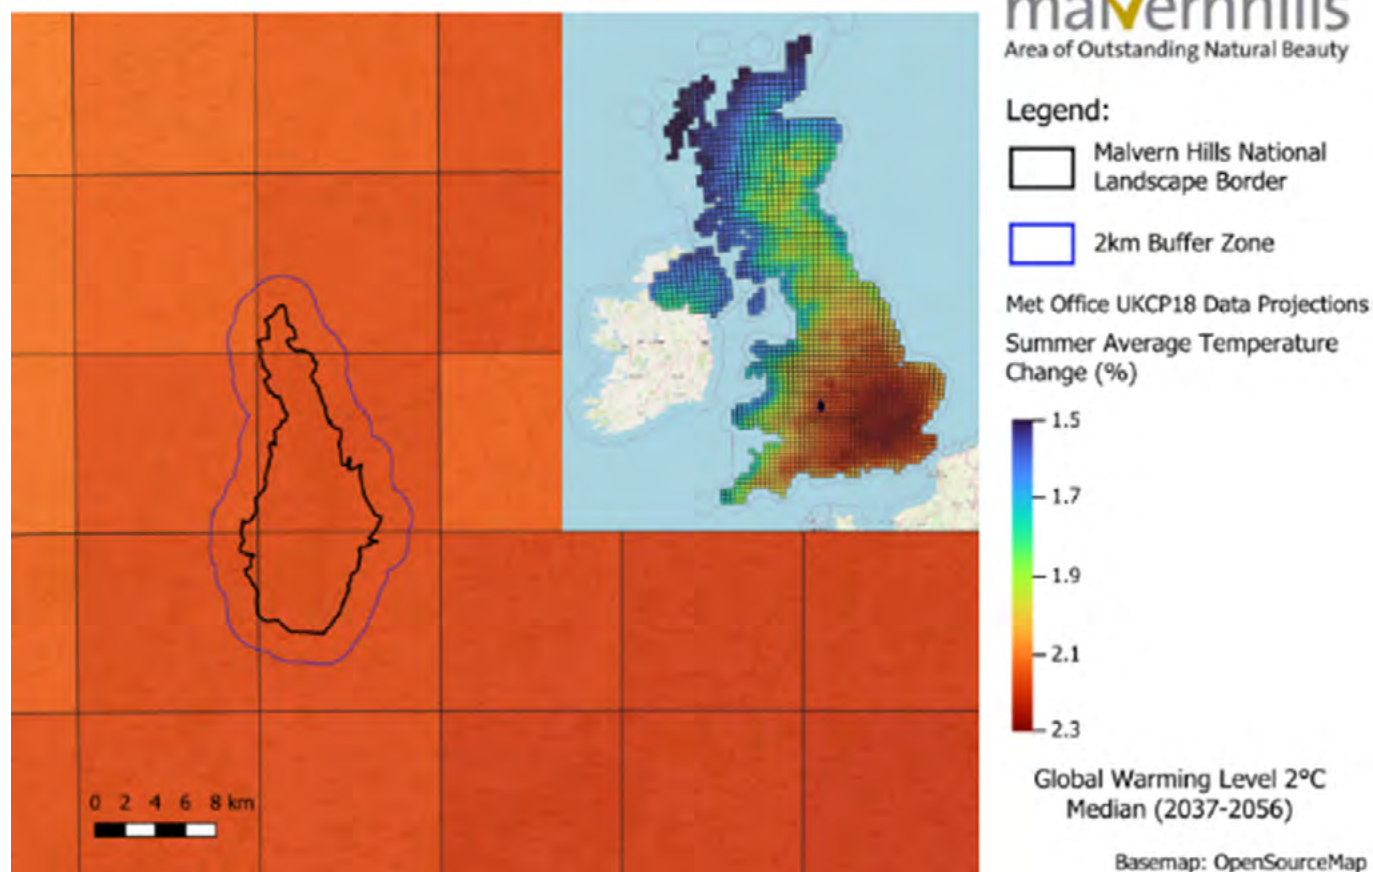 malvernhills
Area of Outstanding Natural Beauty
Legend:
Malvern Hills National
Landscape Border
2km Buffer Zone
Met Office UKCP18 Data Projections
Summer Average Temperature
Change (%)
1.5
1.7
1.9
2.1
2.3
Global Warming Level 2°C
Median (2037-2056)
Basemap: OpenSourceMap
0 2 4 6 8 km